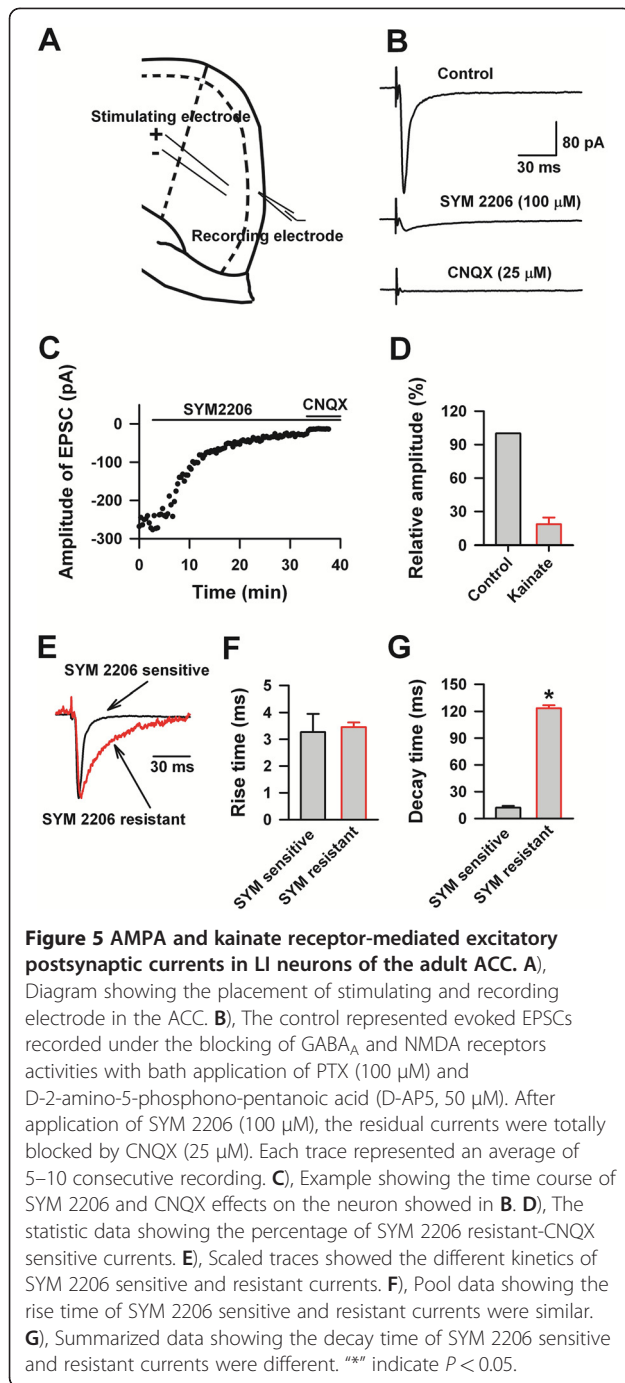 A
Stimulating electrode
+
-
Recording electrode
B
Control
80 pA
30 ms
SYM 2206 (100 μM)
CNQX (25 μM)
C
Amplitude of EPSC (pA)
0
-100
-200
-300
SYM2206
CNQX
0 10 20 30 40
Time (min)
D
Relative amplitude (%)
120
90
60
30
0
Control
Kainate
E
SYM 2206 sensitive
30 ms
SYM 2206 resistant
F
Rise time (ms)
5
4
3
2
1
0
SYM sensitive
SYM resistant
G
Decay time (ms)
150
120
90
60
30
0
*
SYM sensitive
SYM resistant
Figure 5 AMPA and kainate receptor-mediated excitatory
postsynaptic currents in LI neurons of the adult ACC. A),
Diagram showing the placement of stimulating and recording
electrode in the ACC. B), The control represented evoked EPSCs
recorded under the blocking of GABAA and NMDA receptors
activities with bath application of PTX (100 μM) and
D-2-amino-5-phosphono-pentanoic acid (D-AP5, 50 μM). After
application of SYM 2206 (100 μM), the residual currents were totally
blocked by CNQX (25 μM). Each trace represented an average of
5–10 consecutive recording. C), Example showing the time course of
SYM 2206 and CNQX effects on the neuron showed in B. D), The
statistic data showing the percentage of SYM 2206 resistant-CNQX
sensitive currents. E), Scaled traces showed the different kinetics of
SYM 2206 sensitive and resistant currents. F), Pool data showing the
rise time of SYM 2206 sensitive and resistant currents were similar.
G), Summarized data showing the decay time of SYM 2206 sensitive
and resistant currents were different. “*” indicate P < 0.05.